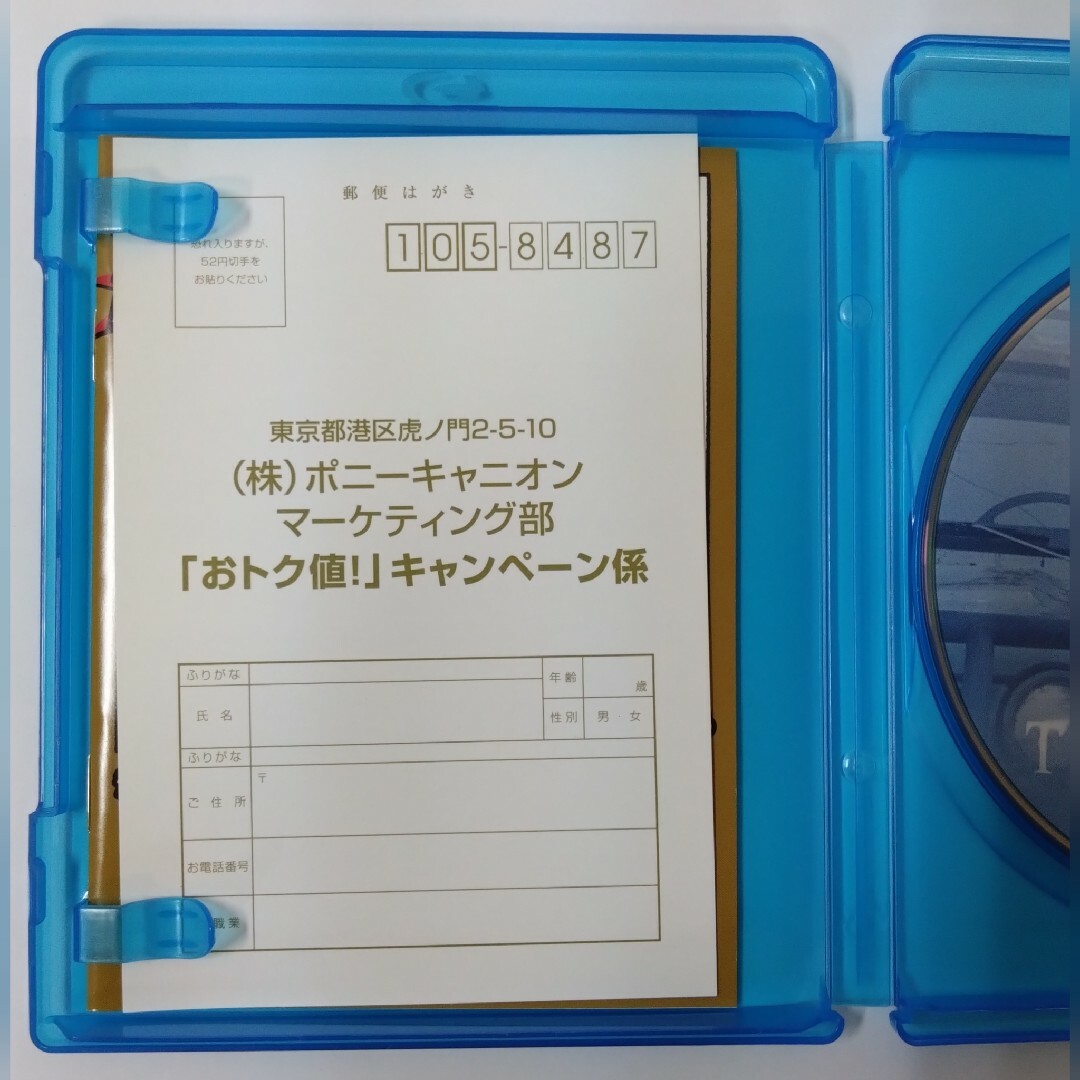 郵便はがき
105-8487
恐れ入りますが、
52円切手を
お貼りください
東京都港区虎ノ門2-5-10
(株)ポニーキャニオン
マーケティング部
「おトク値!」キャンペーン係
ふりがな
氏名
年齢 歳
性別 男・女
ふりがな
ご住所 〒
お電話番号
職業
T